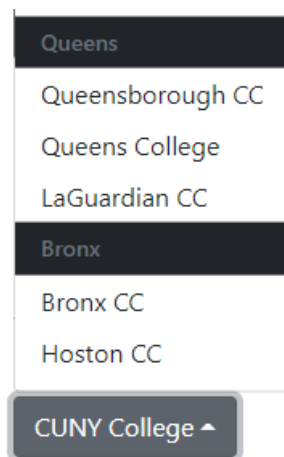 Queens
Queensborough CC
Queens College
LaGuardian CC
Bronx
Bronx CC
Hoston CC
CUNY College